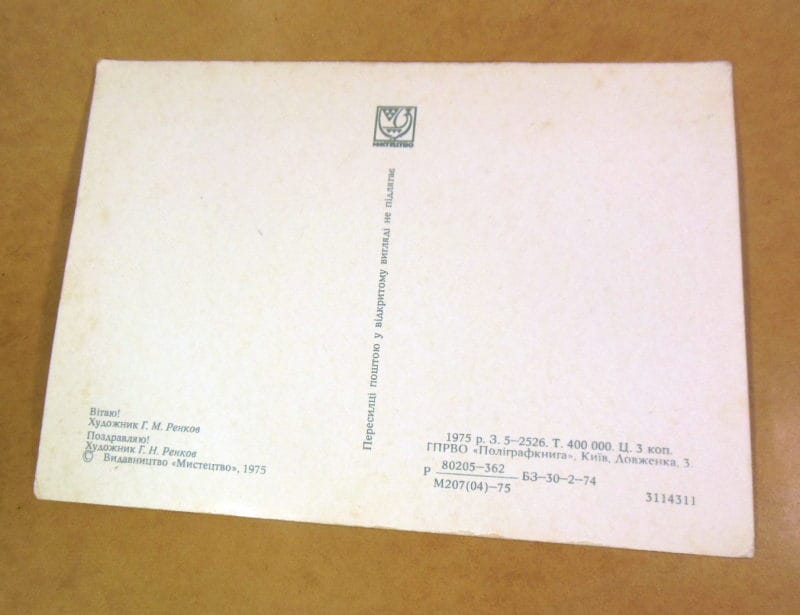 МИСТЕЦТВО
Пересилці поштою у відкритому вигляді не підлягає
Вітаю!
Художник Г. М. Ренков
Поздравляю!
Художник Г. Н. Ренков
© Видавництво «Мистецтво», 1975
1975 р. З. 5—2526. Т. 400 000. Ц. 3 коп.
ГПРВО «Поліграфкнига», Київ, Довженка, 3.
Р 80205—362 БЗ—30—2—74
М207(04)—75
3114311